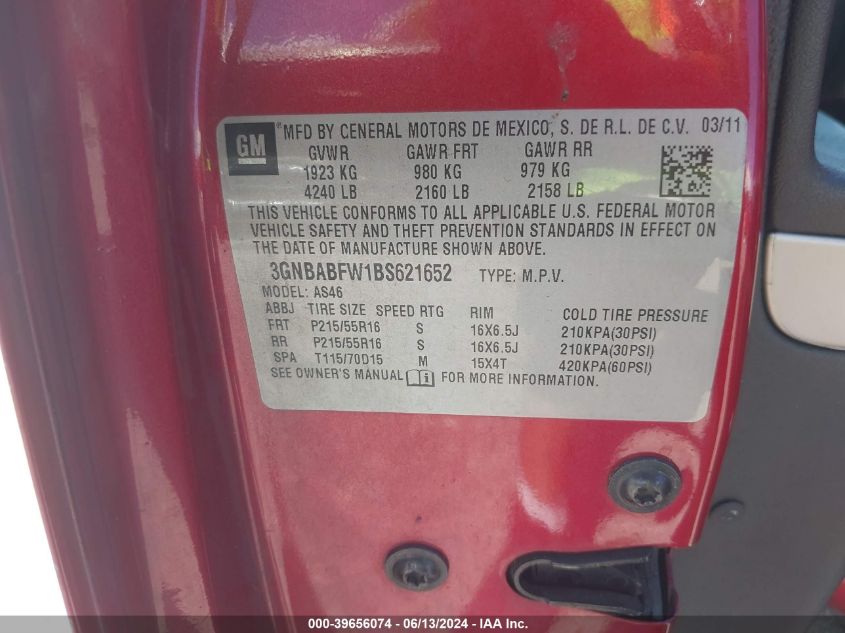 GM
®MFD BY GENERAL MOTORS DE MEXICO, S. DE R.L. DE C.V. 03/11
GVWR GAWR FRT GAWR RR
1923 KG 980 KG 979 KG
4240 LB 2160 LB 2158 LB
THIS VEHICLE CONFORMS TO ALL APPLICABLE U.S. FEDERAL MOTOR
VEHICLE SAFETY AND THEFT PREVENTION STANDARDS IN EFFECT ON
THE DATE OF MANUFACTURE SHOWN ABOVE.
3GNBABFW1BS621652 TYPE: M.P.V.
MODEL: AS46
ABBJ TIRE SIZE SPEED RTG RIM COLD TIRE PRESSURE
FRT P215/55R16 S 16X6.5J 210KPA(30PSI)
RR P215/55R16 S 16X6.5J 210KPA(30PSI)
SPA T115/70D15 M 15X4T 420KPA(60PSI)
SEE OWNER'S MANUAL FOR MORE INFORMATION.
000-39656074 / 06/13/2024 - IAA Inc.